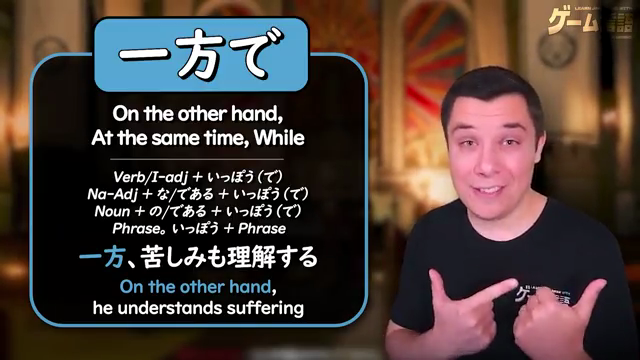 一方で
On the other hand,
At the same time, While
Verb/I-adj + いっぽう（で）
Na-Adj + な/である + いっぽう（で）
Noun + の/である + いっぽう（で）
Phrase。いっぽう + Phrase
一方、苦しみも理解する
On the other hand,
he understands suffering
ゲーム
ゲーム